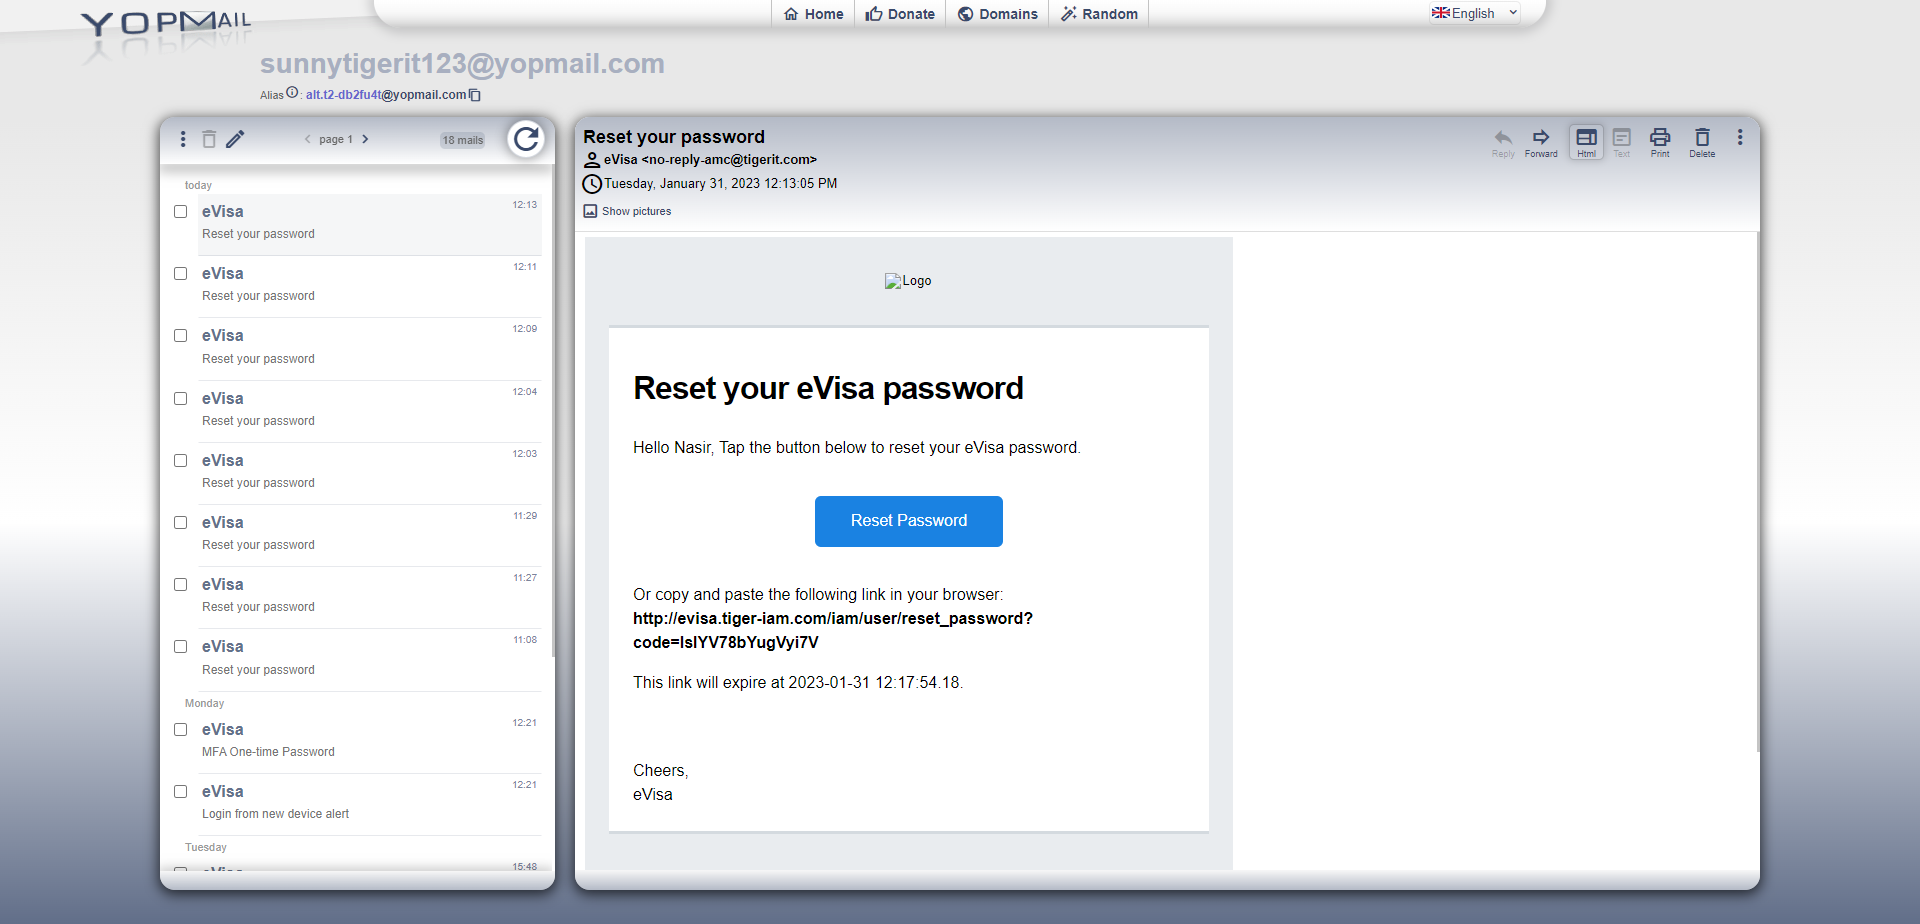 YOPMAIL
Home
Donate
Domains
Random
English
sunnytigerit123@yopmail.com
Alias : alt.t2-db2fu4t@yopmail.com
page 1
18 mails
today
eVisa 12:13
Reset your password
eVisa 12:11
Reset your password
eVisa 12:09
Reset your password
eVisa 12:04
Reset your password
eVisa 12:03
Reset your password
eVisa 11:29
Reset your password
eVisa 11:27
Reset your password
eVisa 11:08
Reset your password
Monday
eVisa 12:21
MFA One-time Password
eVisa 12:21
Login from new device alert
Tuesday
eVisa 15:48
Reset your password
eVisa <no-reply-amc@tigerit.com>
Tuesday, January 31, 2023 12:13:05 PM
Show pictures
Reply
Forward
Html
Text
Print
Delete
Logo
Reset your eVisa password
Hello Nasir, Tap the button below to reset your eVisa password.
Reset Password
Or copy and paste the following link in your browser:
http://evisa.tiger-iam.com/iam/user/reset_password?
code=IsIYV78bYugVyi7V
This link will expire at 2023-01-31 12:17:54.18.
Cheers,
eVisa